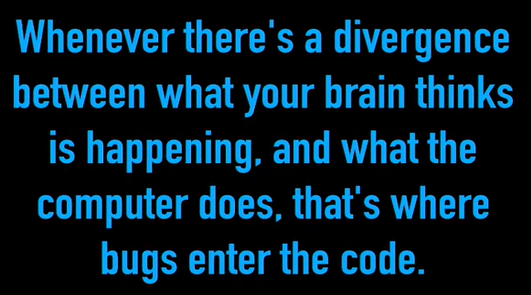 Whenever there's a divergence
between what your brain thinks
is happening, and what the
computer does, that's where
bugs enter the code.